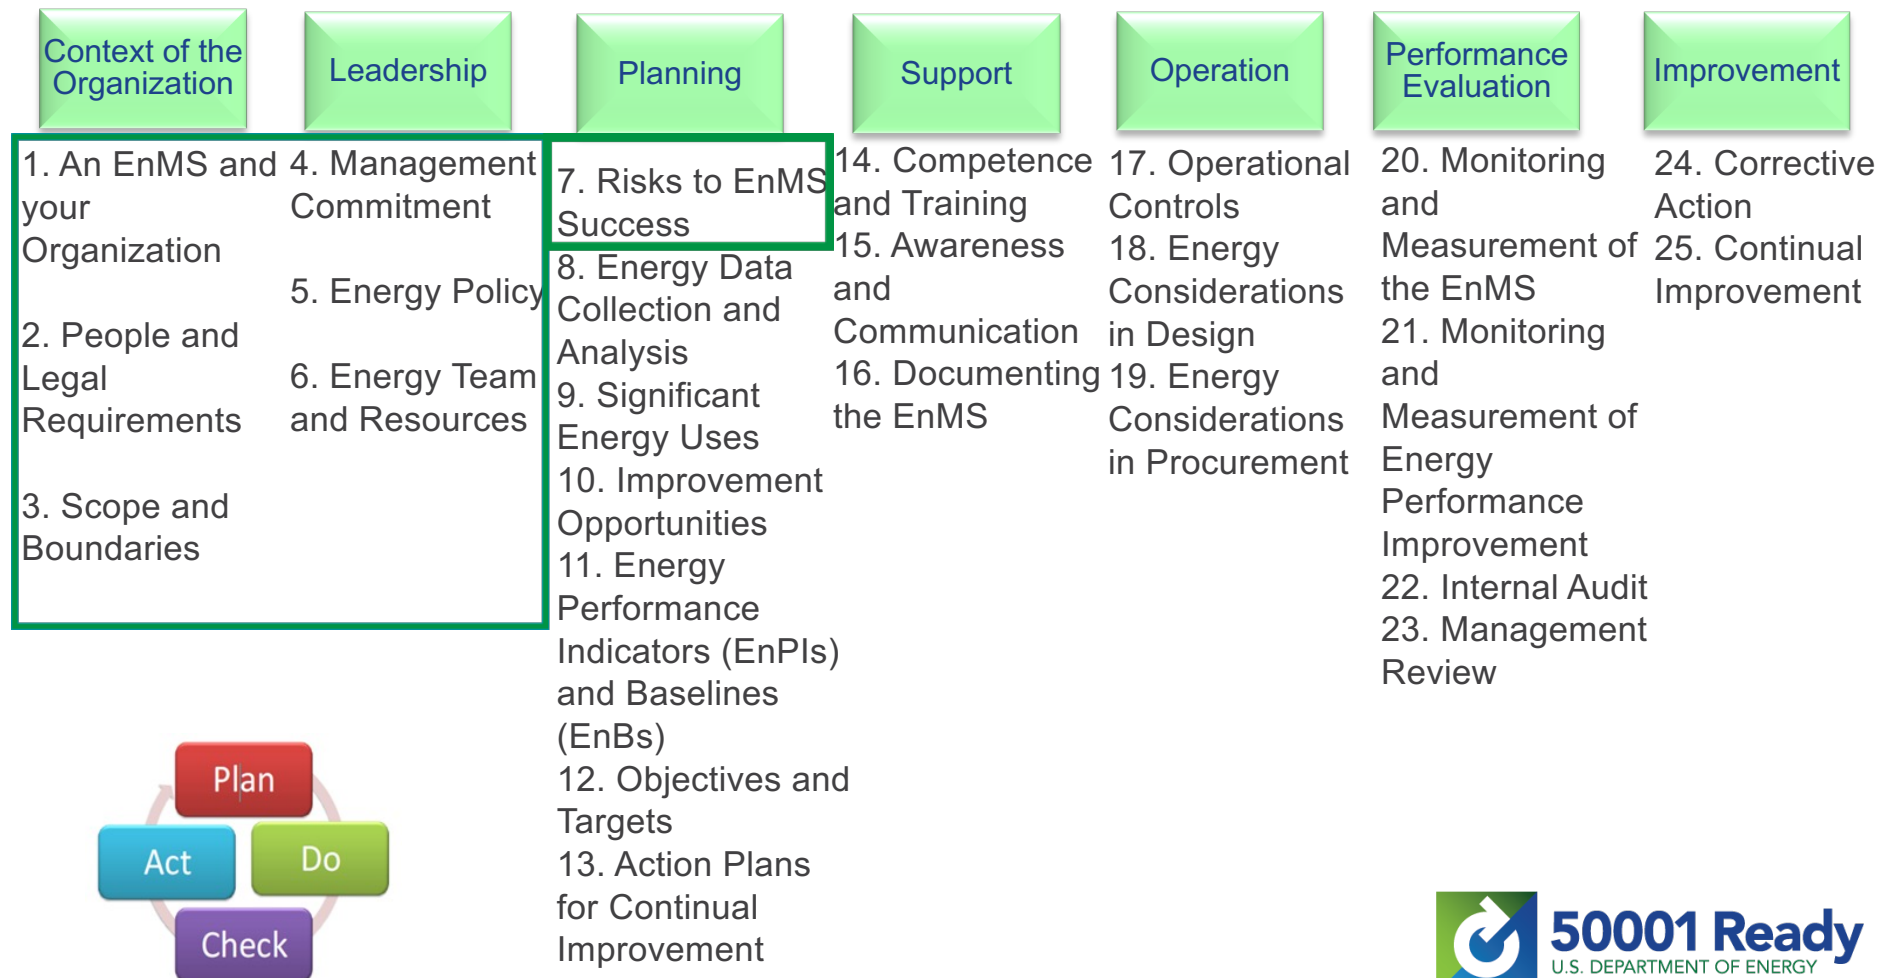 Context of the
Organization
Leadership
Planning
Support
Operation
Performance
Evaluation
Improvement
1. An EnMS and
your
Organization
2. People and
Legal
Requirements
3. Scope and
Boundaries
4. Management
Commitment
5. Energy Policy
6. Energy Team
and Resources
7. Risks to EnMS
Success
8. Energy Data
Collection and
Analysis
9. Significant
Energy Uses
10. Improvement
Opportunities
11. Energy
Performance
Indicators (EnPIs)
and Baselines
(EnBs)
12. Objectives and
Targets
13. Action Plans
for Continual
Improvement
14. Competence
and Training
15. Awareness
and
Communication
16. Documenting
the EnMS
17. Operational
Controls
18. Energy
Considerations
in Design
19. Energy
Considerations
in Procurement
20. Monitoring
and
Measurement of
the EnMS
21. Monitoring
and
Measurement of
Energy
Performance
Improvement
22. Internal Audit
23. Management
Review
24. Corrective
Action
25. Continual
Improvement
Plan
Act
Do
Check
50001 Ready
U.S. DEPARTMENT OF ENERGY